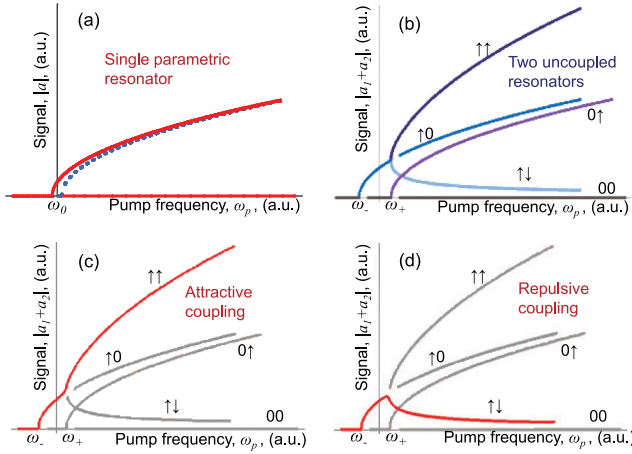 (a)
Single parametric
resonator
Signal, |a|, (a.u.)
ω₀
Pump frequency, ωₚ, (a.u.)
(b)
↑↑
Two uncoupled
resonators
Signal, |a₁+a₂|, (a.u.)
↑0
0↑
↑↓
00
ω₋
ω₊
Pump frequency, ωₚ, (a.u.)
(c)
↑↑
Attractive
coupling
Signal, |a₁+a₂|, (a.u.)
↑0
0↑
↑↓
00
ω₋
ω₊
Pump frequency, ωₚ, (a.u.)
(d)
↑↑
Repulsive
coupling
Signal, |a₁+a₂|, (a.u.)
↑0
0↑
↑↓
00
ω₋
ω₊
Pump frequency, ωₚ, (a.u.)